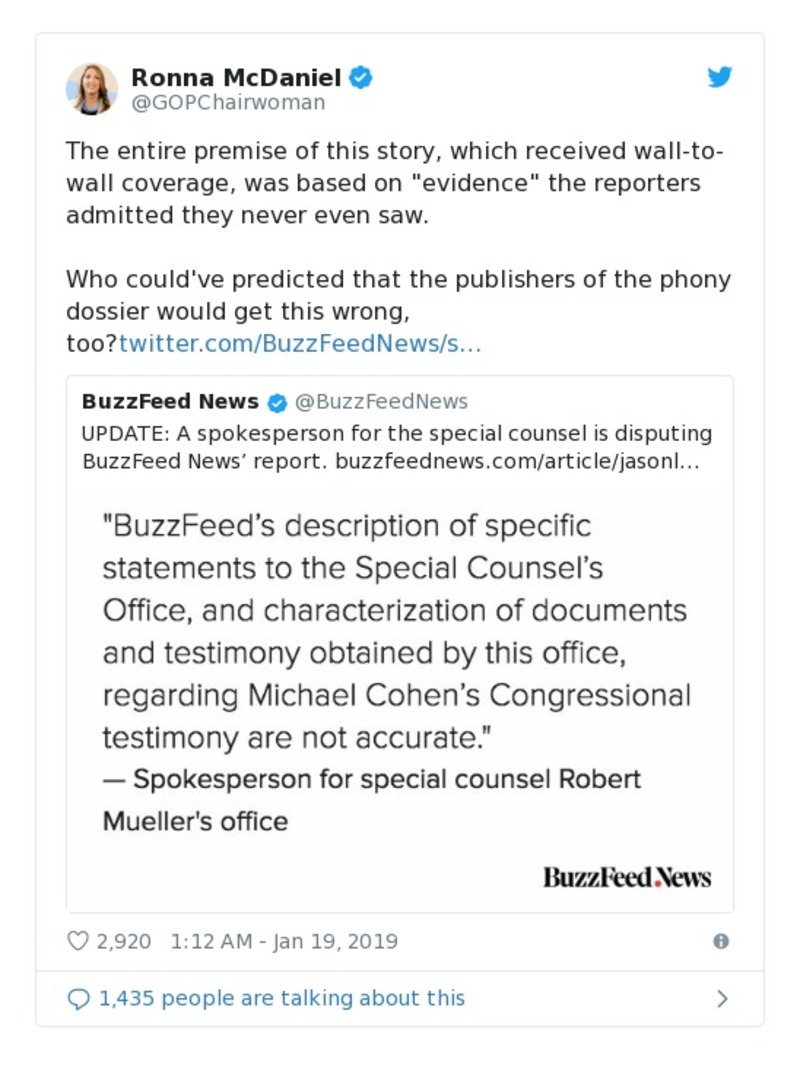 Ronna McDaniel
@GOPChairwoman
The entire premise of this story, which received wall-to-
wall coverage, was based on "evidence" the reporters
admitted they never even saw.
Who could've predicted that the publishers of the phony
dossier would get this wrong,
too?twitter.com/BuzzFeedNews/s…
BuzzFeed News @BuzzFeedNews
UPDATE: A spokesperson for the special counsel is disputing
BuzzFeed News’ report. buzzfeednews.com/article/jasonl…
"BuzzFeed’s description of specific
statements to the Special Counsel’s
Office, and characterization of documents
and testimony obtained by this office,
regarding Michael Cohen’s Congressional
testimony are not accurate."
— Spokesperson for special counsel Robert
Mueller's office
BuzzFeed.News
2,920 1:12 AM - Jan 19, 2019
1,435 people are talking about this